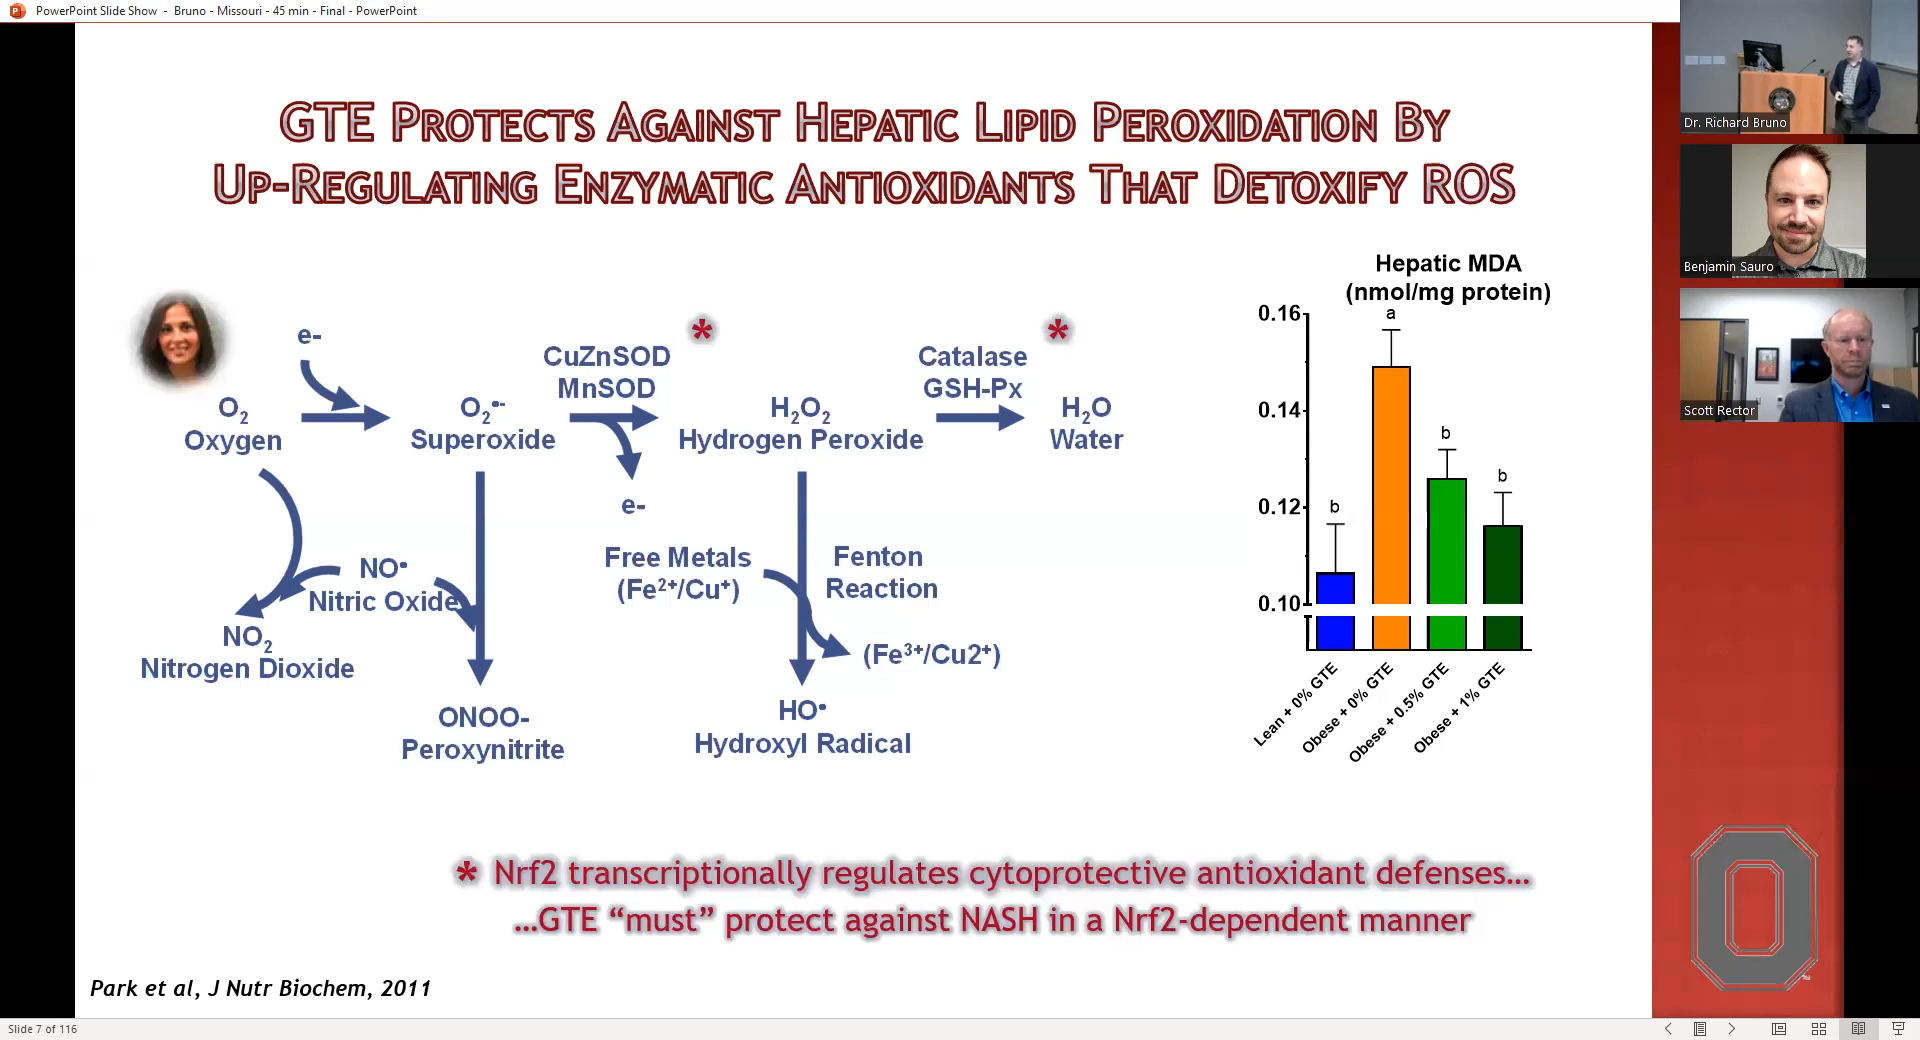 PowerPoint Slide Show - Bruno - Missouri - 45 min - Final - PowerPoint
GTE Protects Against Hepatic Lipid Peroxidation By
Up-Regulating Enzymatic Antioxidants That Detoxify ROS
e-
CuZnSOD
MnSOD
*
Catalase
GSH-Px
*
O₂
Oxygen
O₂•-
Superoxide
H₂O₂
Hydrogen Peroxide
H₂O
Water
e-
NO•
Nitric Oxide
Free Metals
(Fe²⁺/Cu⁺)
Fenton
Reaction
NO₂
Nitrogen Dioxide
(Fe³⁺/Cu2⁺)
ONOO-
Peroxynitrite
HO•
Hydroxyl Radical
Hepatic MDA
(nmol/mg protein)
0.16
0.14
0.12
0.10
a
b
b
b
Lean + 0% GTE
Obese + 0% GTE
Obese + 0.5% GTE
Obese + 1% GTE
* Nrf2 transcriptionally regulates cytoprotective antioxidant defenses…
…GTE “must” protect against NASH in a Nrf2-dependent manner
Park et al, J Nutr Biochem, 2011
Dr. Richard Bruno
Benjamin Sauro
Scott Rector
O
Slide 7 of 116